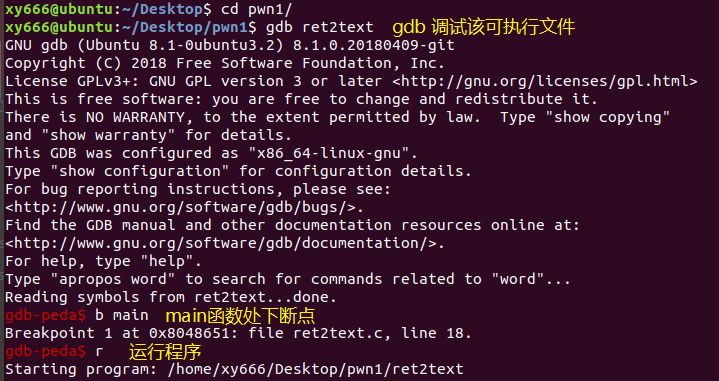 xy666@ubuntu:~/Desktop$ cd pwn1/
xy666@ubuntu:~/Desktop/pwn1$ gdb ret2text gdb 调试该可执行文件
GNU gdb (Ubuntu 8.1-0ubuntu3.2) 8.1.0.20180409-git
Copyright (C) 2018 Free Software Foundation, Inc.
License GPLv3+: GNU GPL version 3 or later <http://gnu.org/licenses/gpl.html>
This is free software: you are free to change and redistribute it.
There is NO WARRANTY, to the extent permitted by law.  Type "show copying"
and "show warranty" for details.
This GDB was configured as "x86_64-linux-gnu".
Type "show configuration" for configuration details.
For bug reporting instructions, please see:
<http://www.gnu.org/software/gdb/bugs/>.
Find the GDB manual and other documentation resources online at:
<http://www.gnu.org/software/gdb/documentation/>.
For help, type "help".
Type "apropos word" to search for commands related to "word"...
Reading symbols from ret2text...done.
gdb-peda$ b main main函数处下断点
Breakpoint 1 at 0x8048651: file ret2text.c, line 18.
gdb-peda$ r 运行程序
Starting program: /home/xy666/Desktop/pwn1/ret2text